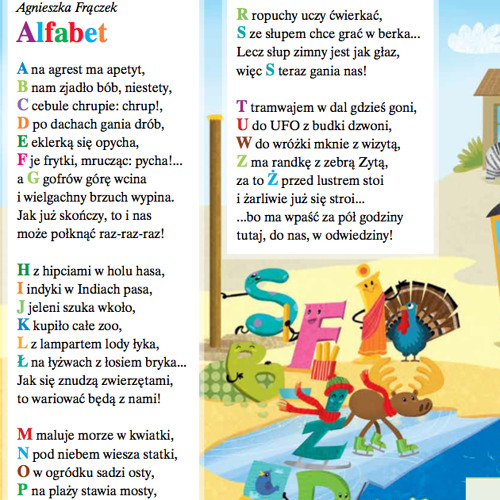 Agnieszka Frączek
Alfabet
A na agrest ma apetyt,
B nam zjadło bób, niestety,
C cebule chrupie: chrup!,
D po dachach gania drób,
E eklerką się opycha,
F je frytki, mrucząc: pycha!...
a G gofrów górę wcina
i wielgachny brzuch wypina.
Jak już skończy, to i nas
może połknąć raz-raz-raz!
H z hipciami w holu hasa,
I indyki w Indiach pasa,
J jeleni szuka wkoło,
K kupiło całe zoo,
L z lampartem lody łyka,
Ł na łyżwach z łosiem bryka...
Jak się znudzą zwierzętami,
to wariować będą z nami!
M maluje morze w kwiatki,
N pod niebem wiesza statki,
O w ogródku sadzi osty,
P na plaży stawia mosty,
R ropuchy uczy ćwierkać,
S ze słupem chce grać w berka...
Lecz słup zimny jest jak głaz,
więc S teraz gania nas!
T tramwajem w dal gdzieś goni,
U do UFO z budki dzwoni,
W do wróżki mknie z wizytą,
Z ma randkę z zebrą Zytą,
za to Ż przed lustrem stoi
i żarliwie już się stroi...
...bo ma wpaść za pół godziny
tutaj, do nas, w odwiedziny!
S F i
B
Ł
P